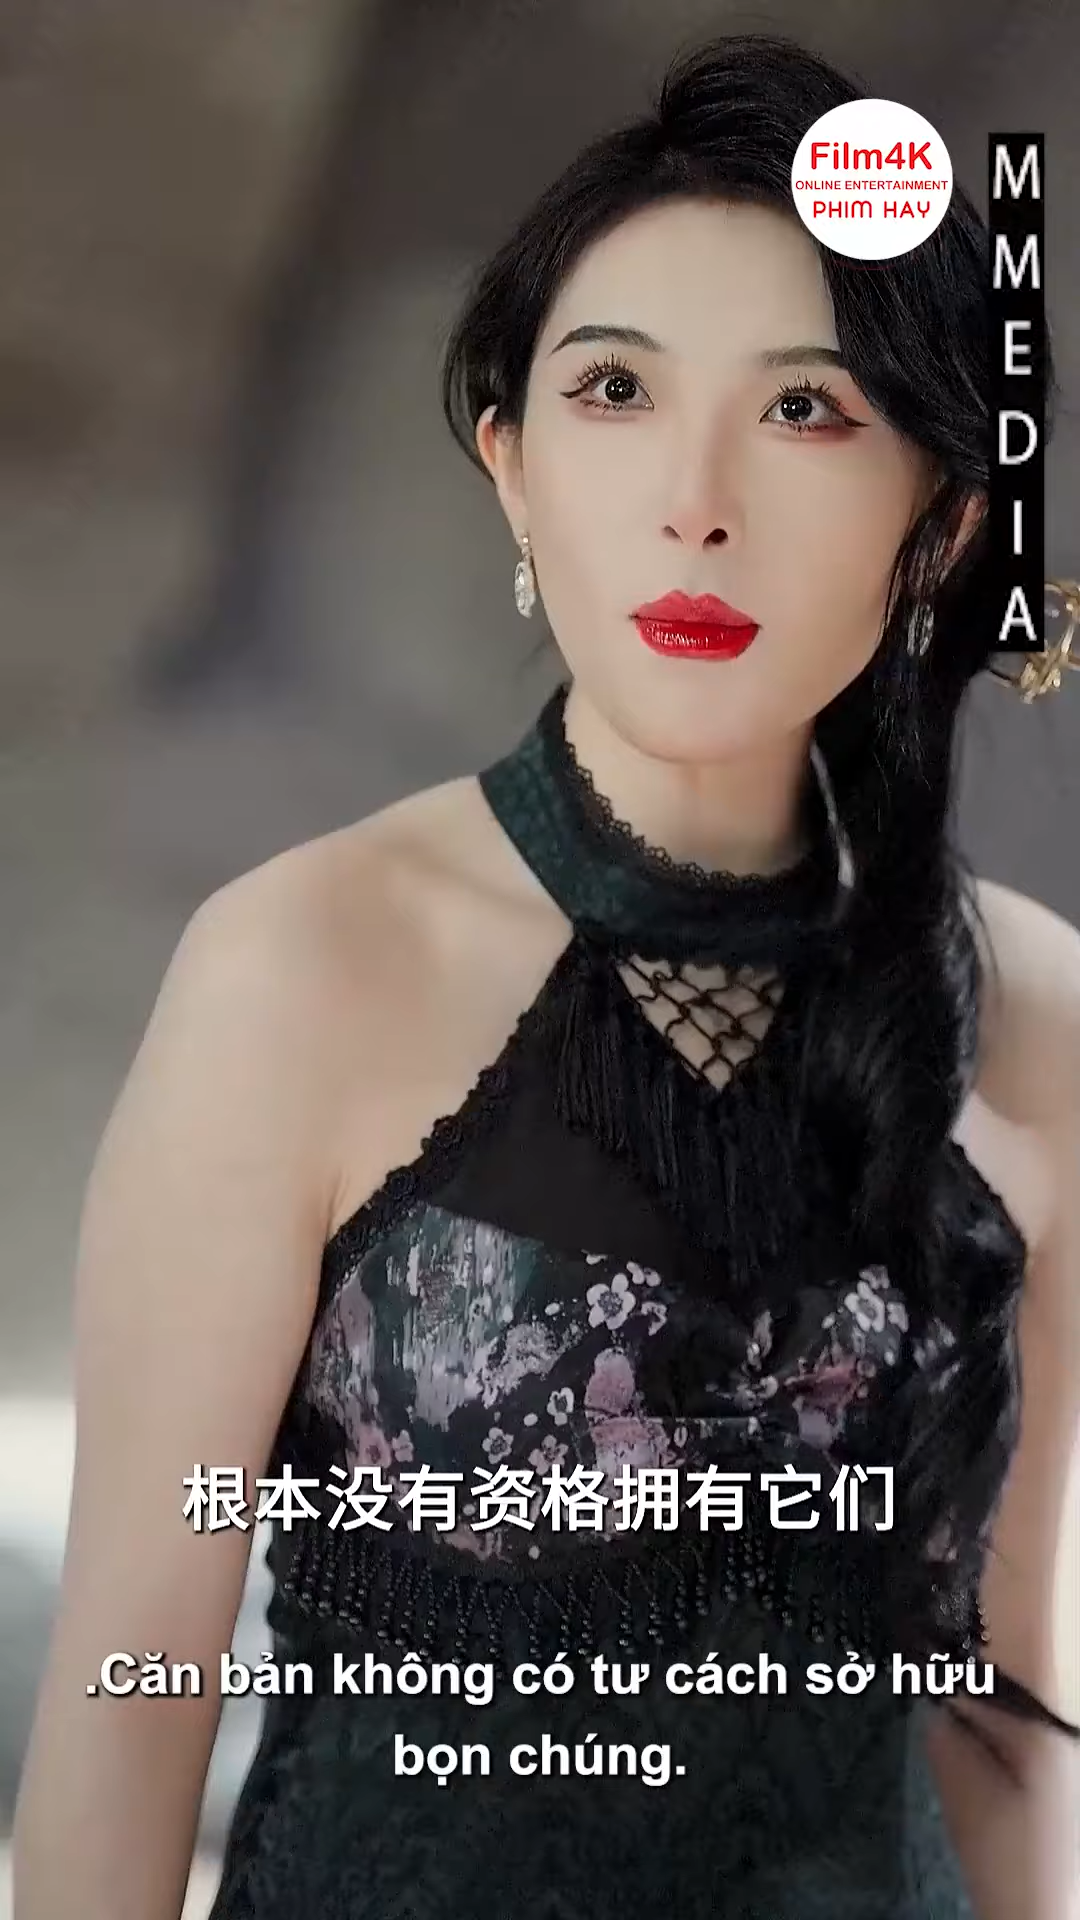 Film4K
ONLINE ENTERTAINMENT
PHIM HAY
MMEDIA
根本没有资格拥有它们
.Căn bản không có tư cách sở hữu
bọn chúng.